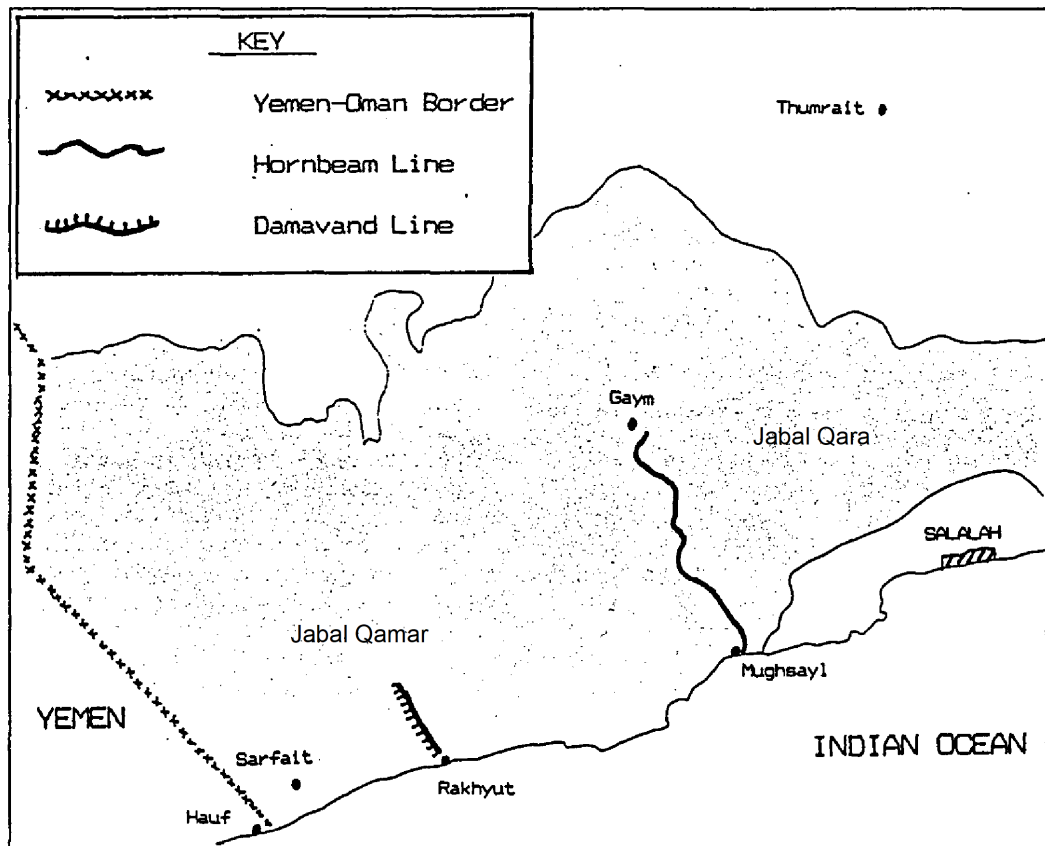 KEY
Yemen-Oman Border
Hornbeam Line
Damavand Line
Thumrait
Gaym
Jabal Qara
SALALAH
Jabal Qamar
Mughsayl
YEMEN
INDIAN OCEAN
Sarfait
Rakhyut
Hauf